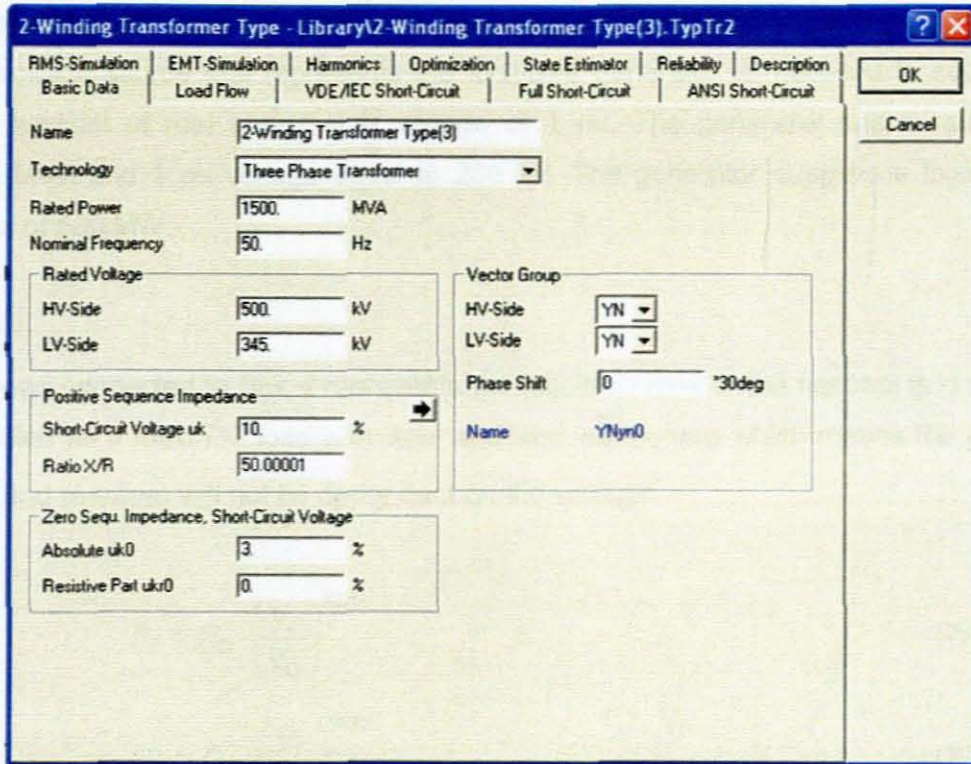 2-Winding Transformer Type - Library\2-Winding Transformer Type(3).TypTr2
RMS-Simulation EMT-Simulation Harmonics Optimization State Estimator Reliability Description
Basic Data Load Flow VDE/IEC Short-Circuit Full Short-Circuit ANSI Short-Circuit
OK
Cancel
Name 2-Winding Transformer Type(3)
Technology Three Phase Transformer
Rated Power 1500. MVA
Nominal Frequency 50. Hz
Rated Voltage
HV-Side 500. kV
LV-Side 345. kV
Vector Group
HV-Side YN
LV-Side YN
Phase Shift 0 *30deg
Name YNyn0
Positive Sequence Impedance
Short-Circuit Voltage uk 10. %
Ratio X/R 50.00001
Zero Sequ. Impedance, Short-Circuit Voltage
Absolute uk0 3. %
Resistive Part ukr0 0. %